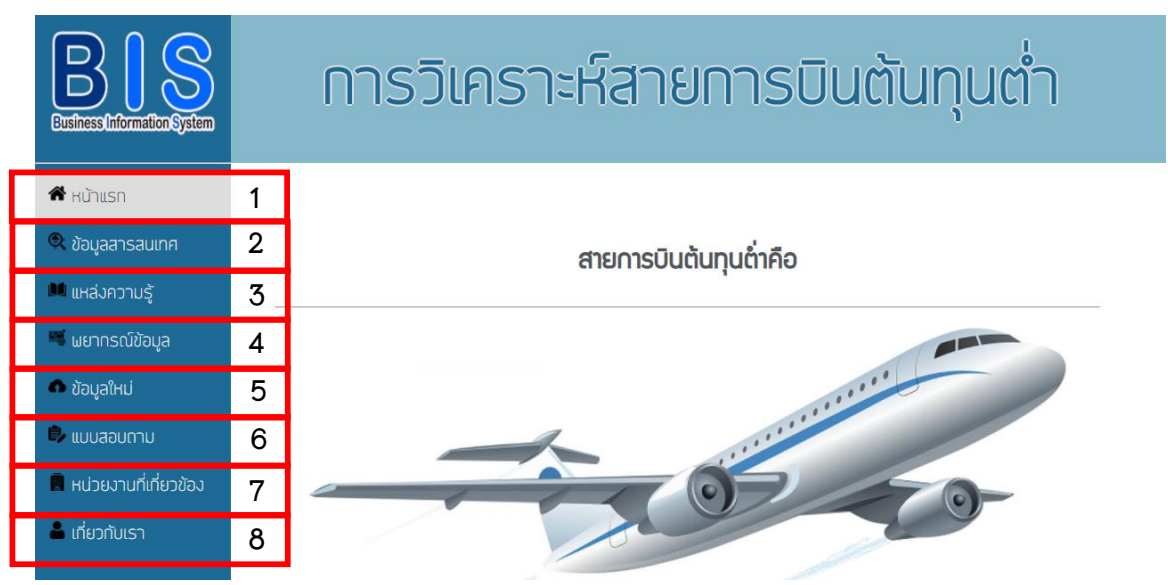 BIS
Business Information System
การวิเคราะห์สายการบินต้นทุนต่ำ
หน้าแรก 1
ข้อมูลสารสนเทศ 2
แหล่งความรู้ 3
พยากรณ์ข้อมูล 4
ข้อมูลใหม่ 5
แบบสอบถาม 6
หน่วยงานที่เกี่ยวข้อง 7
เกี่ยวกับเรา 8
สายการบินต้นทุนต่ำคือ